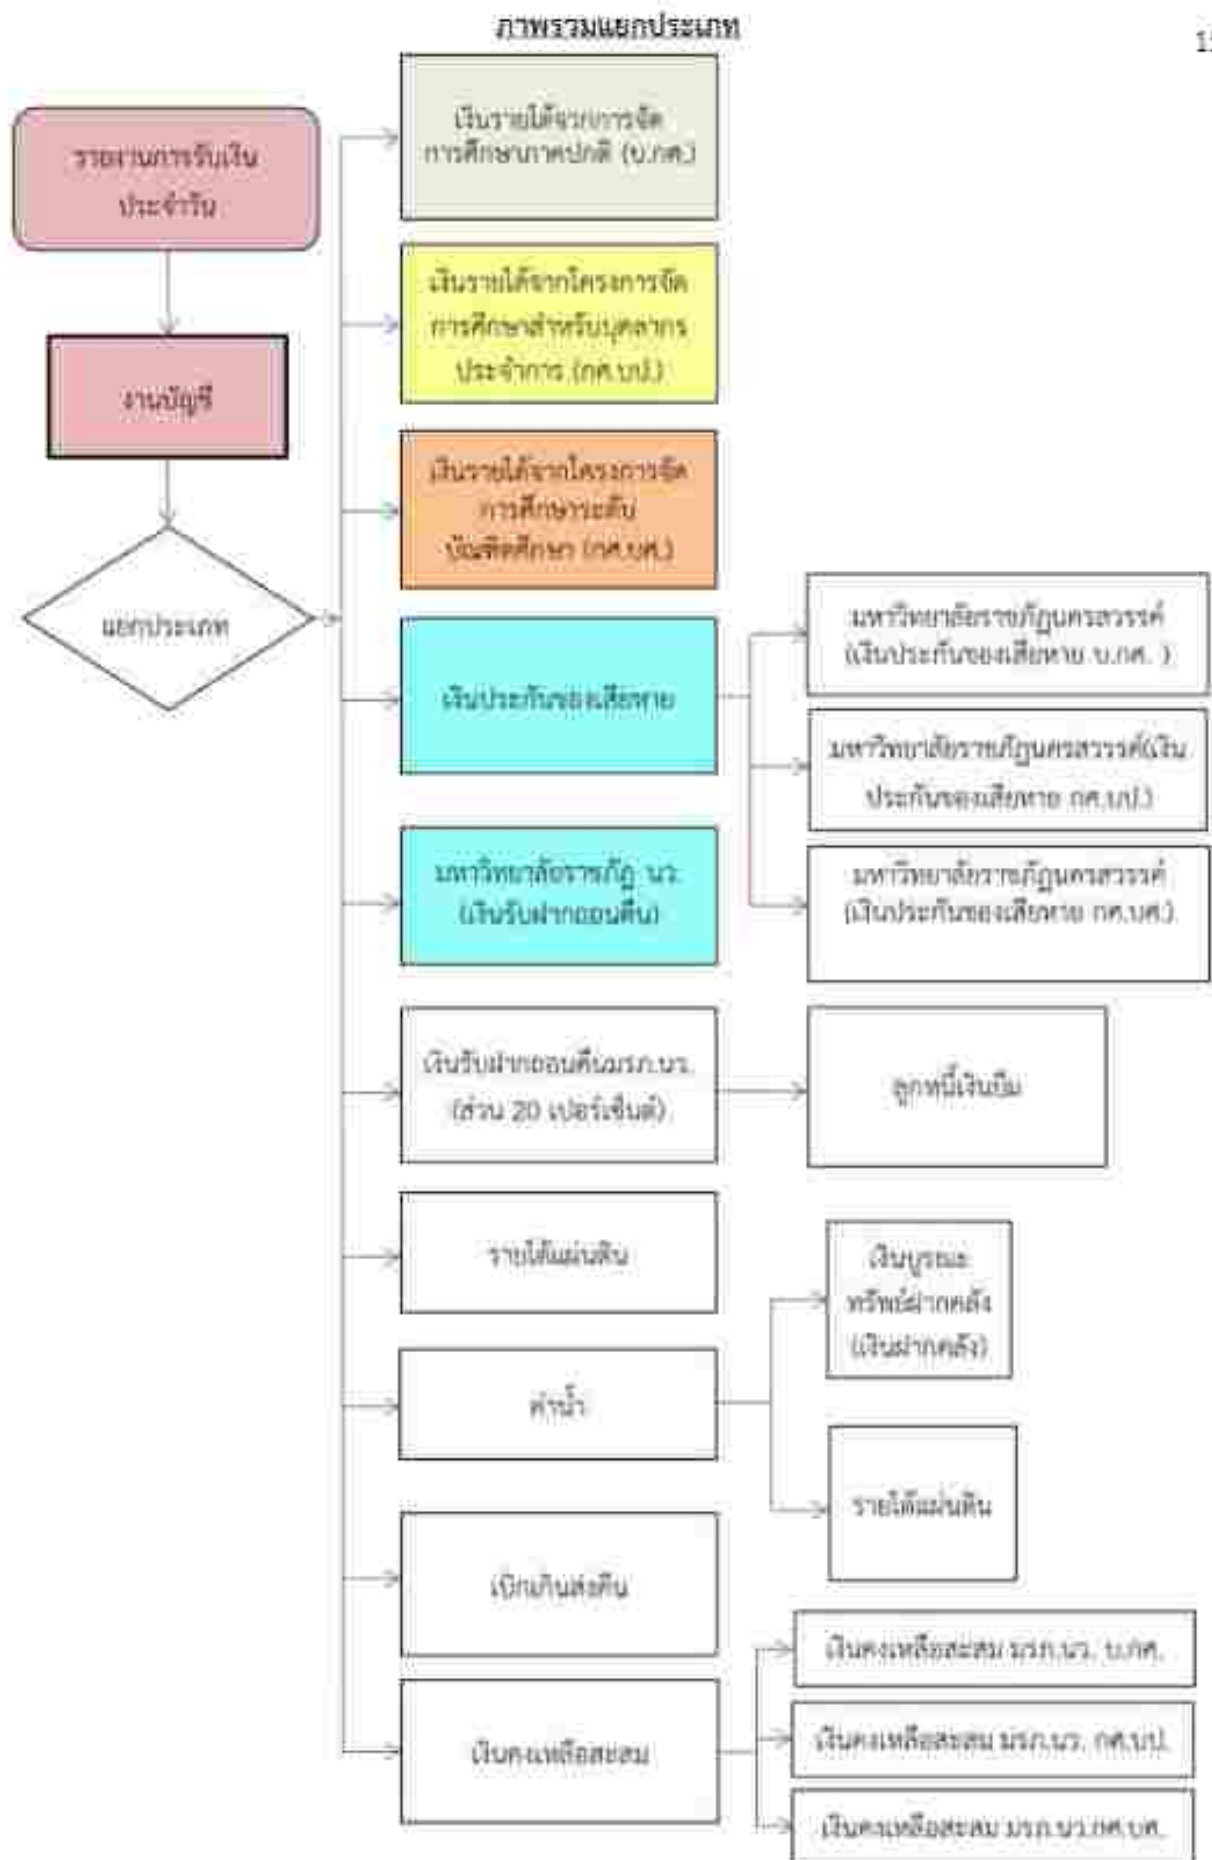 ภาพรวมแยกประเภท
รายงานการรับเงิน
ประจำวัน
งานบัญชี
แยกประเภท
เงินรายได้จากการจัด
การศึกษาภาคปกติ (บ.กศ.)
เงินรายได้จากโครงการจัด
การศึกษาสำหรับบุคลากร
ประจำการ (กศ.บป.)
เงินรายได้จากโครงการจัด
การศึกษาระดับ
บัณฑิตศึกษา (กศ.บศ.)
เงินประกันของเสียหาย
มหาวิทยาลัยราชภัฏนครสวรรค์
(เงินประกันของเสียหาย บ.กศ. )
มหาวิทยาลัยราชภัฏนครสวรรค์(เงิน
ประกันของเสียหาย กศ.บป.)
มหาวิทยาลัยราชภัฏนครสวรรค์
(เงินประกันของเสียหาย กศ.บศ.)
มหาวิทยาลัยราชภัฏ นว.
(เงินรับฝากถอนคืน)
เงินรับฝากถอนคืนมรภ.นว.
(ส่วน 20 เปอร์เซ็นต์)
ลูกหนี้เงินยืม
รายได้แผ่นดิน
ค่าน้ำ
เงินบูรณะ
ทรัพย์ฝากคลัง
(เงินฝากคลัง)
รายได้แผ่นดิน
เบิกเกินส่งคืน
เงินคงเหลือสะสม
เงินคงเหลือสะสม มรภ.นว. บ.กศ.
เงินคงเหลือสะสม มรภ.นว. กศ.บป.
เงินคงเหลือสะสม มรภ.นว.กศ.บศ.